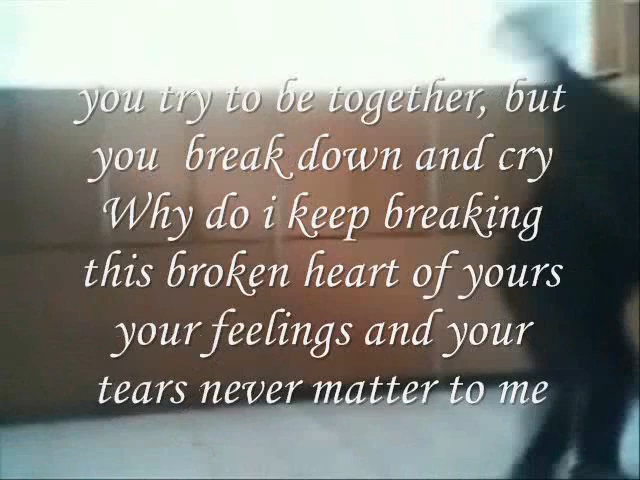 you try to be together, but
you break down and cry
Why do i keep breaking
this broken heart of yours
your feelings and your
tears never matter to me